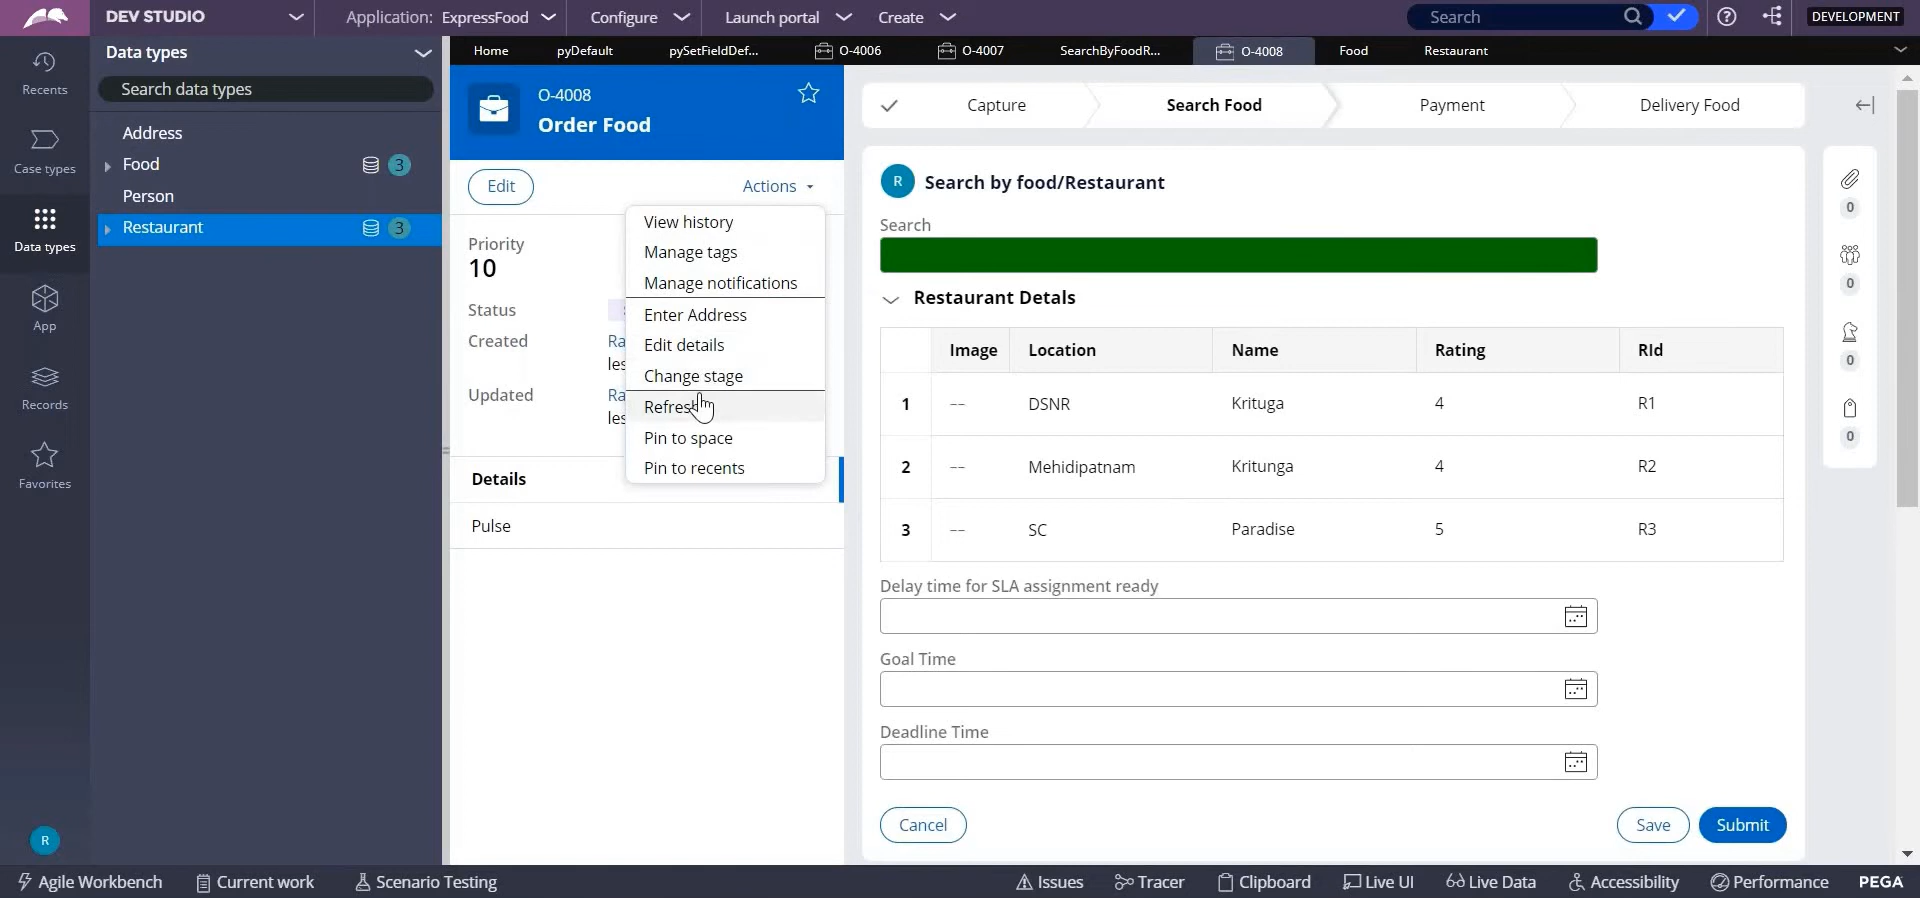 DEV STUDIO
Application: ExpressFood
Configure
Launch portal
Create
Search
DEVELOPMENT
Recents
Case types
Data types
App
Records
Favorites
R
Data types
Search data types
Address
Food 3
Person
Restaurant 3
Home
pyDefault
pySetFieldDef...
O-4006
O-4007
SearchByFoodR...
O-4008
Food
Restaurant
O-4008
Order Food
Edit
Actions
Priority
10
Status
Created
Ra
les
Updated
Ra
les
View history
Manage tags
Manage notifications
Enter Address
Edit details
Change stage
Refresh
Pin to space
Pin to recents
Details
Pulse
Capture
Search Food
Payment
Delivery Food
R Search by food/Restaurant
Search
Restaurant Detals
Image Location Name Rating RId
1 -- DSNR Krituga 4 R1
2 -- Mehidipatnam Kritunga 4 R2
3 -- SC Paradise 5 R3
Delay time for SLA assignment ready
Goal Time
Deadline Time
Cancel
Save
Submit
0
0
0
0
Agile Workbench
Current work
Scenario Testing
Issues
Tracer
Clipboard
Live UI
Live Data
Accessibility
Performance
PEGA